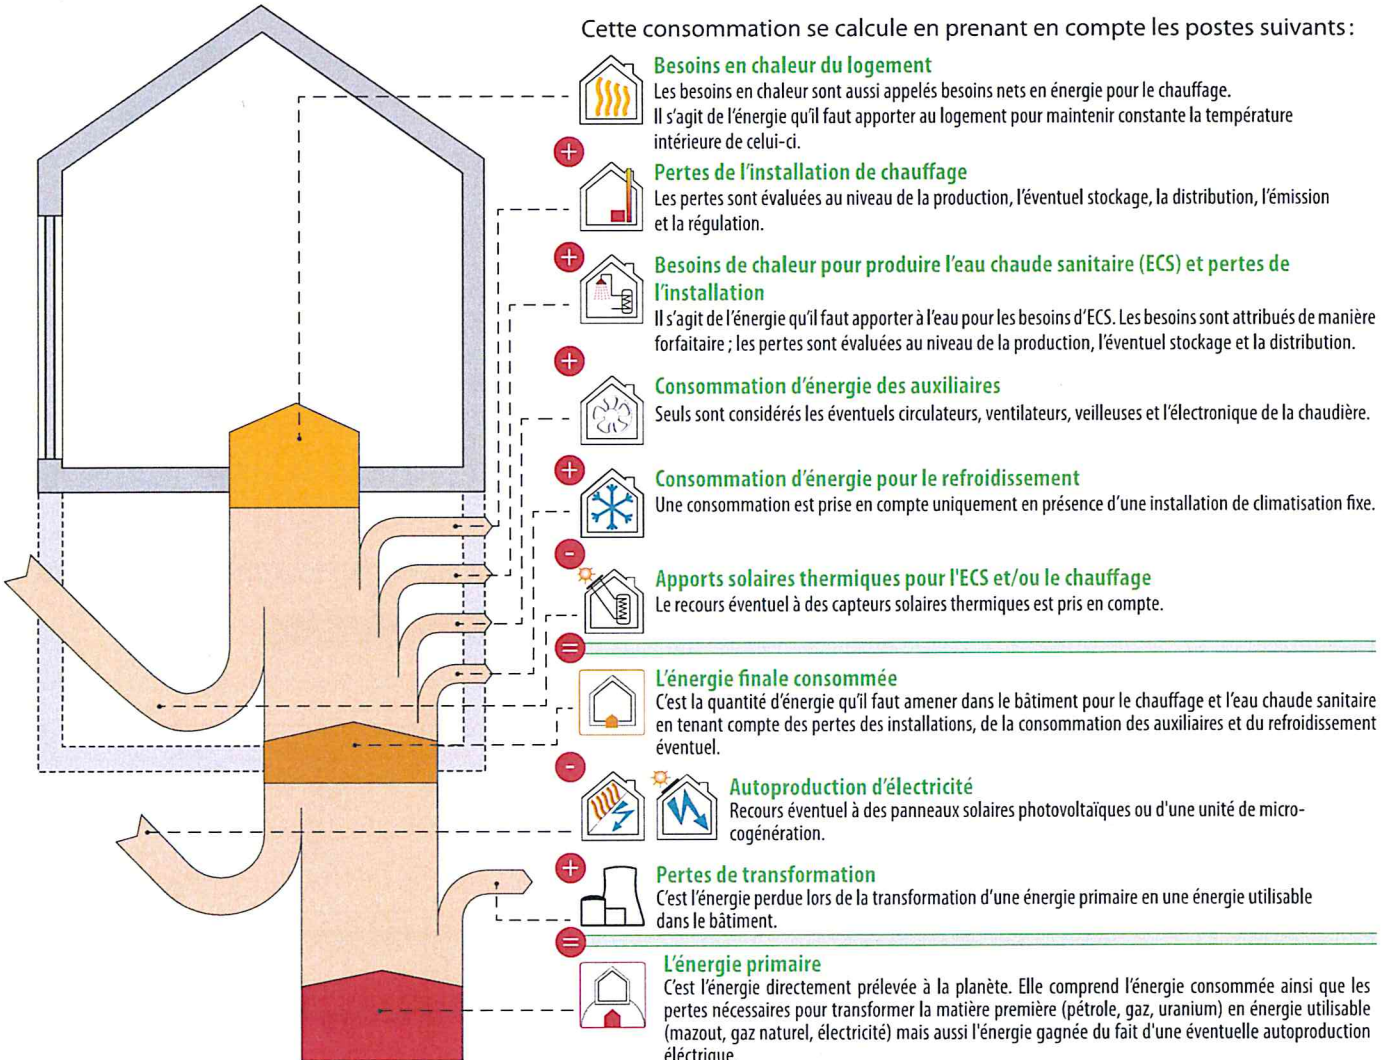 Cette consommation se calcule en prenant en compte les postes suivants :
Besoins en chaleur du logement
Les besoins en chaleur sont aussi appelés besoins nets en énergie pour le chauffage.
Il s'agit de l'énergie qu'il faut apporter au logement pour maintenir constante la température
intérieure de celui-ci.
+
Pertes de l'installation de chauffage
Les pertes sont évaluées au niveau de la production, l'éventuel stockage, la distribution, l'émission
et la régulation.
+
Besoins de chaleur pour produire l'eau chaude sanitaire (ECS) et pertes de
l'installation
Il s'agit de l'énergie qu'il faut apporter à l'eau pour les besoins d'ECS. Les besoins sont attribués de manière
forfaitaire ; les pertes sont évaluées au niveau de la production, l'éventuel stockage et la distribution.
+
Consommation d'énergie des auxiliaires
Seuls sont considérés les éventuels circulateurs, ventilateurs, veilleuses et l'électronique de la chaudière.
+
Consommation d'énergie pour le refroidissement
Une consommation est prise en compte uniquement en présence d'une installation de climatisation fixe.
-
Apports solaires thermiques pour l'ECS et/ou le chauffage
Le recours éventuel à des capteurs solaires thermiques est pris en compte.
=
L'énergie finale consommée
C'est la quantité d'énergie qu'il faut amener dans le bâtiment pour le chauffage et l'eau chaude sanitaire
en tenant compte des pertes des installations, de la consommation des auxiliaires et du refroidissement
éventuel.
-
Autoproduction d'électricité
Recours éventuel à des panneaux solaires photovoltaïques ou d'une unité de micro-
cogénération.
+
Pertes de transformation
C'est l'énergie perdue lors de la transformation d'une énergie primaire en une énergie utilisable
dans le bâtiment.
=
L'énergie primaire
C'est l'énergie directement prélevée à la planète. Elle comprend l'énergie consommée ainsi que les
pertes nécessaires pour transformer la matière première (pétrole, gaz, uranium) en énergie utilisable
(mazout, gaz naturel, électricité) mais aussi l'énergie gagnée du fait d'une éventuelle autoproduction
éléctrique